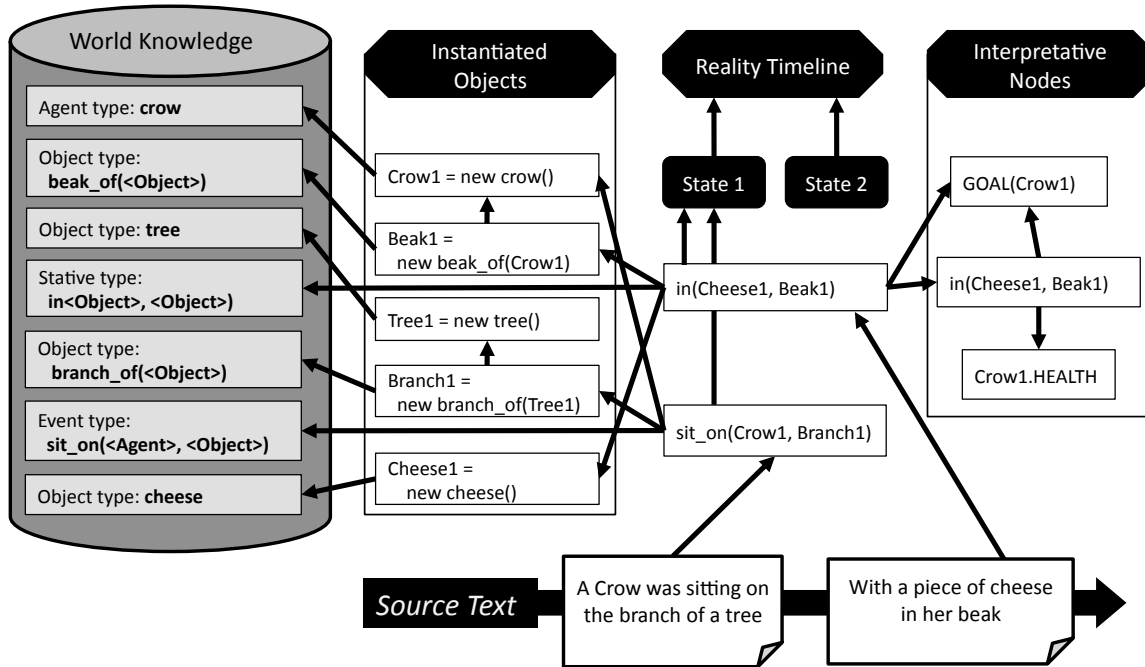 World Knowledge
Agent type: crow
Object type:
beak_of(<Object>)
Object type: tree
Stative type:
in<Object>, <Object>)
Object type:
branch_of(<Object>)
Event type:
sit_on(<Agent>, <Object>)
Object type: cheese
Instantiated
Objects
Crow1 = new crow()
Beak1 =
new beak_of(Crow1)
Tree1 = new tree()
Branch1 =
new branch_of(Tree1)
Cheese1 =
new cheese()
Reality Timeline
State 1
State 2
in(Cheese1, Beak1)
sit_on(Crow1, Branch1)
Interpretative
Nodes
GOAL(Crow1)
in(Cheese1, Beak1)
Crow1.HEALTH
Source Text
A Crow was sitting on
the branch of a tree
With a piece of cheese
in her beak